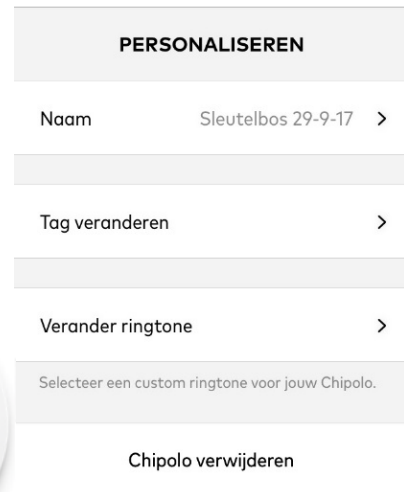 PERSONALISEREN
Naam Sleutelbos 29-9-17
Tag veranderen
Verander ringtone
Selecteer een custom ringtone voor jouw Chipolo.
Chipolo verwijderen